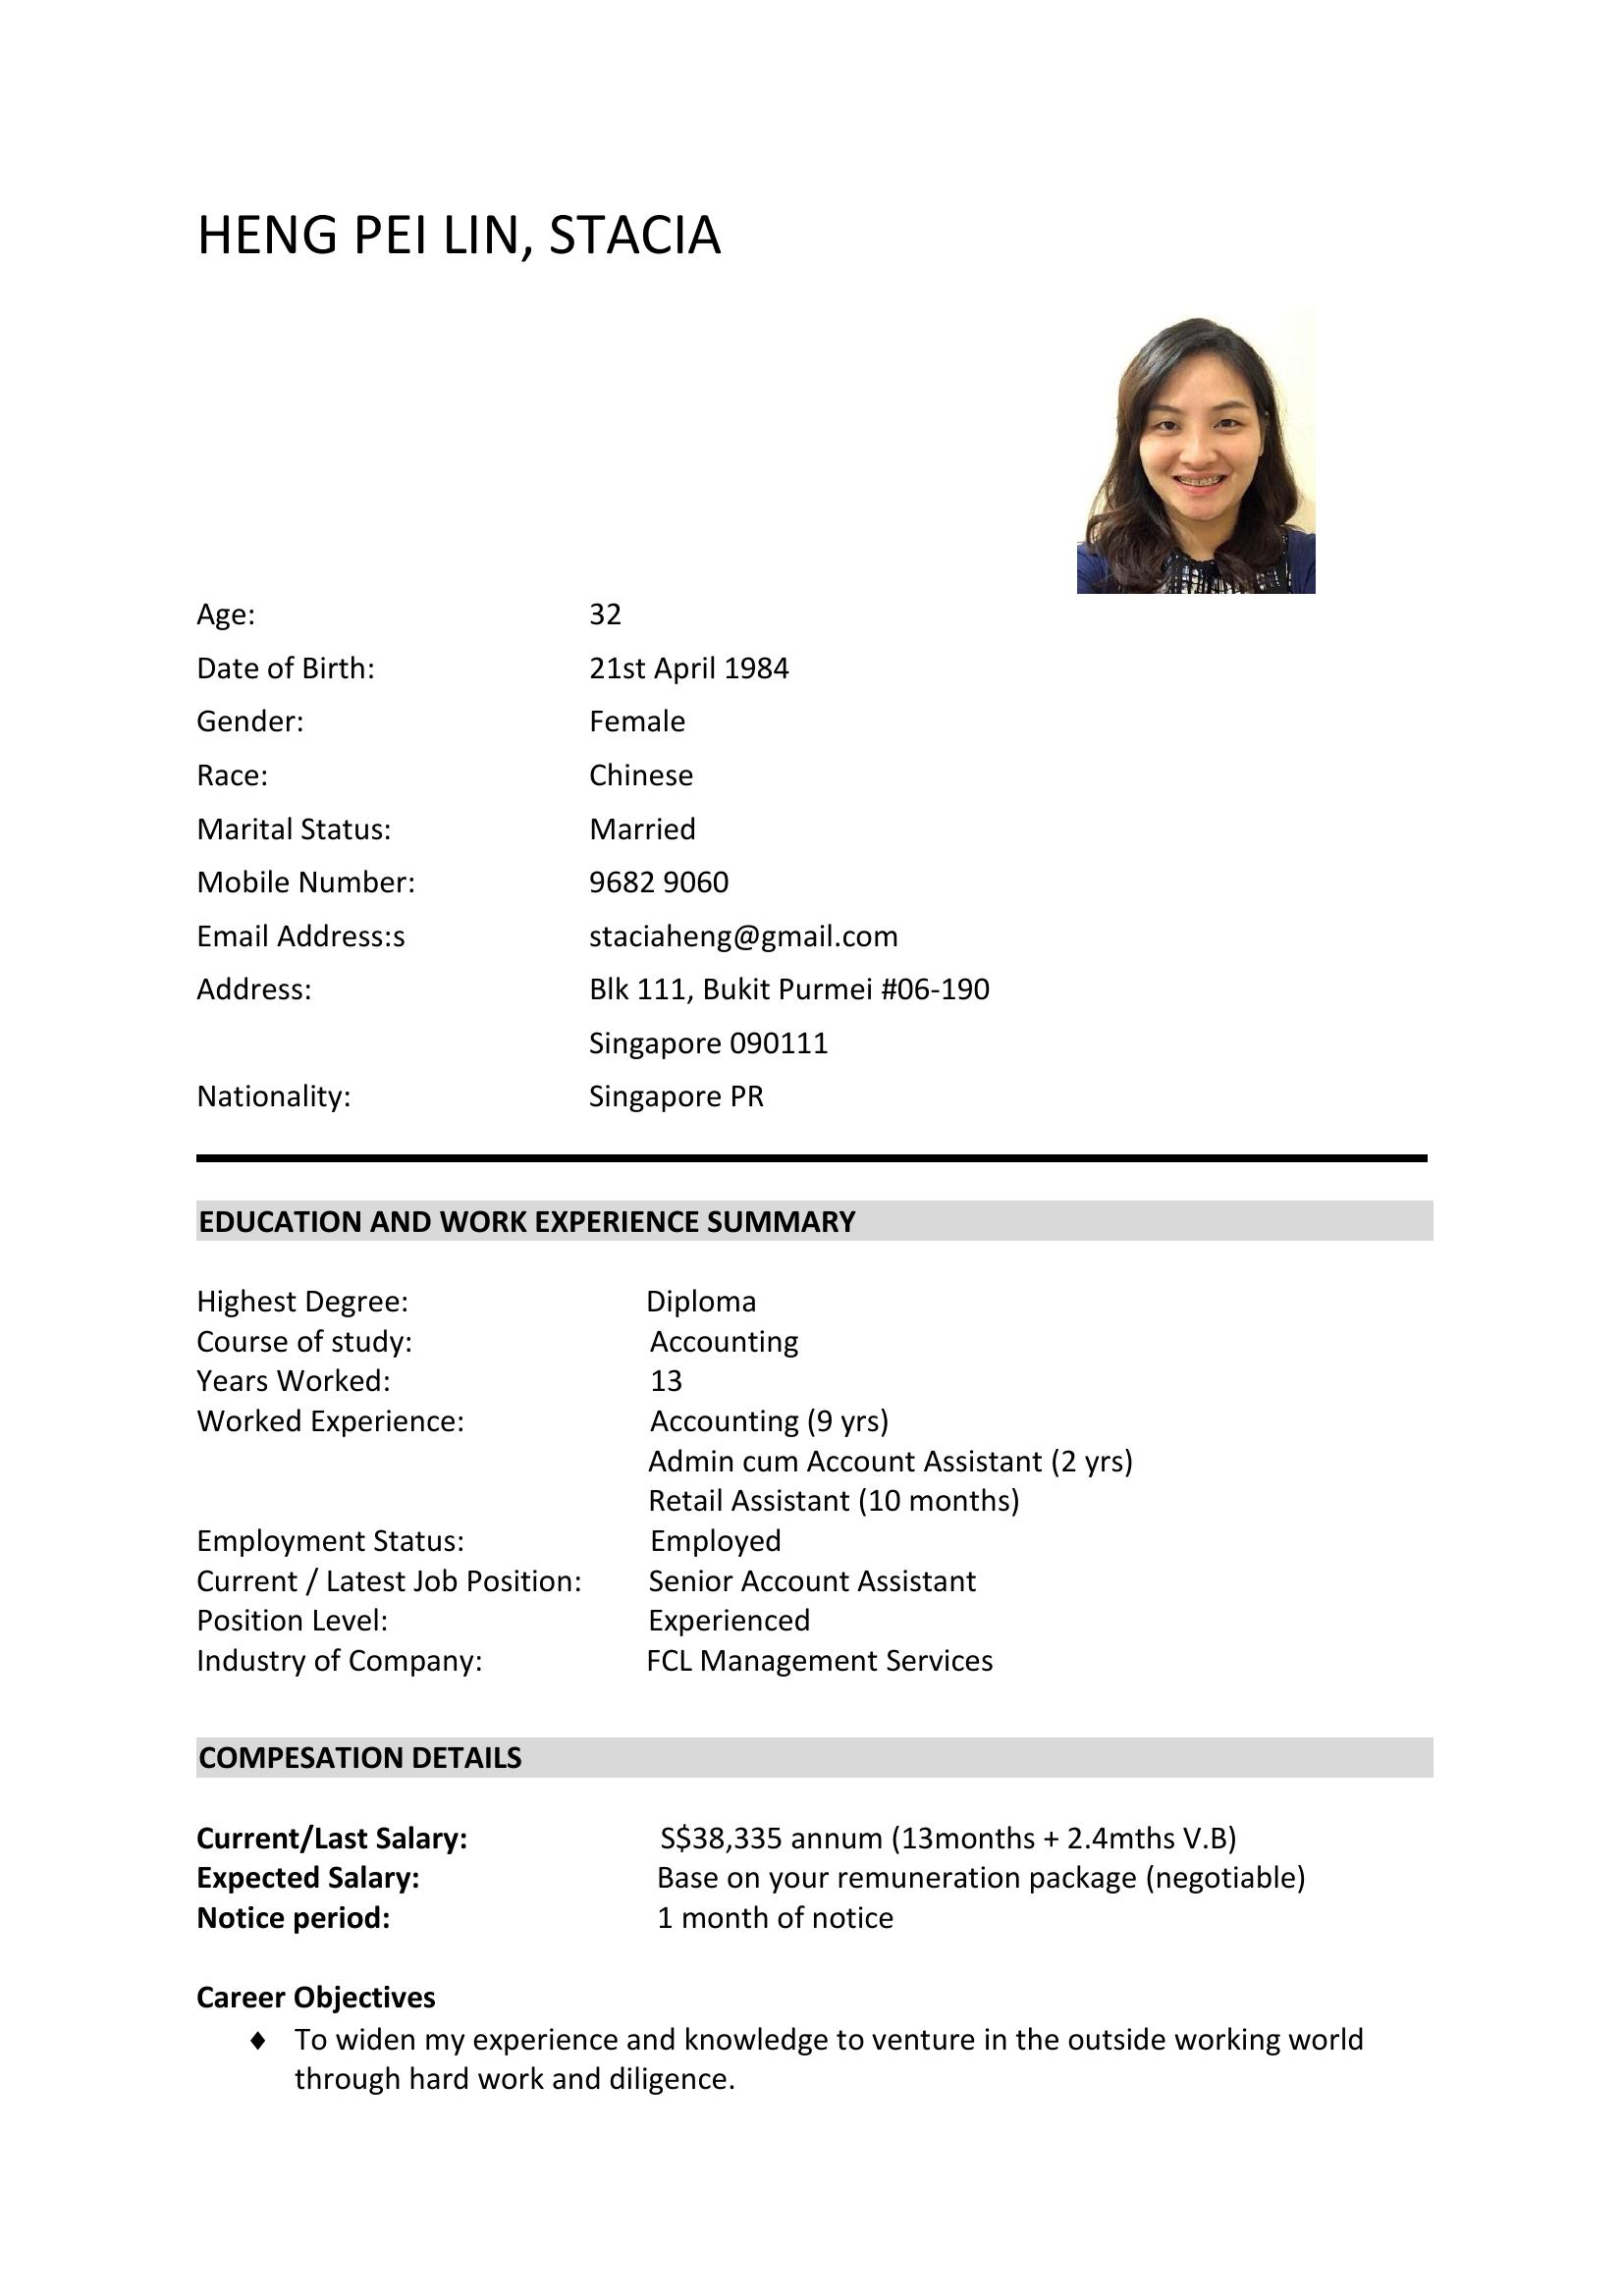 HENG PEI LIN, STACIA
Age: 32
Date of Birth: 21st April 1984
Gender: Female
Race: Chinese
Marital Status: Married
Mobile Number: 9682 9060
Email Address:s staciaheng@gmail.com
Address: Blk 111, Bukit Purmei #06-190
Singapore 090111
Nationality: Singapore PR
EDUCATION AND WORK EXPERIENCE SUMMARY
Highest Degree: Diploma
Course of study: Accounting
Years Worked: 13
Worked Experience: Accounting (9 yrs)
Admin cum Account Assistant (2 yrs)
Retail Assistant (10 months)
Employment Status: Employed
Current / Latest Job Position: Senior Account Assistant
Position Level: Experienced
Industry of Company: FCL Management Services
COMPESATION DETAILS
Current/Last Salary: S$38,335 annum (13months + 2.4mths V.B)
Expected Salary: Base on your remuneration package (negotiable)
Notice period: 1 month of notice
Career Objectives
♦ To widen my experience and knowledge to venture in the outside working world
through hard work and diligence.